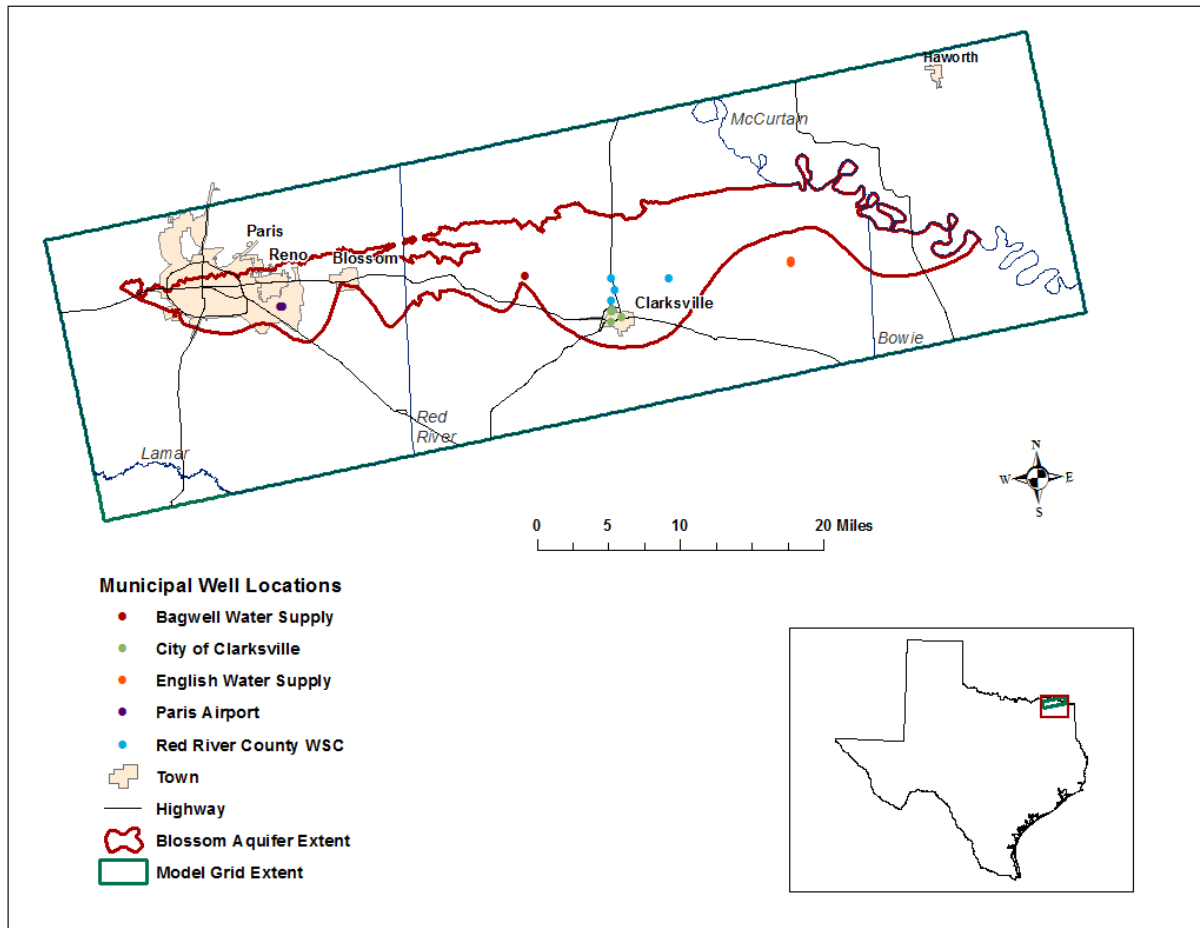 Haworth
McCurtain
Paris
Reno
Blossom
Clarksville
Bowie
Red
River
Lamar
N
W E
S
0 5 10 20 Miles
Municipal Well Locations
Bagwell Water Supply
City of Clarksville
English Water Supply
Paris Airport
Red River County WSC
Town
Highway
Blossom Aquifer Extent
Model Grid Extent